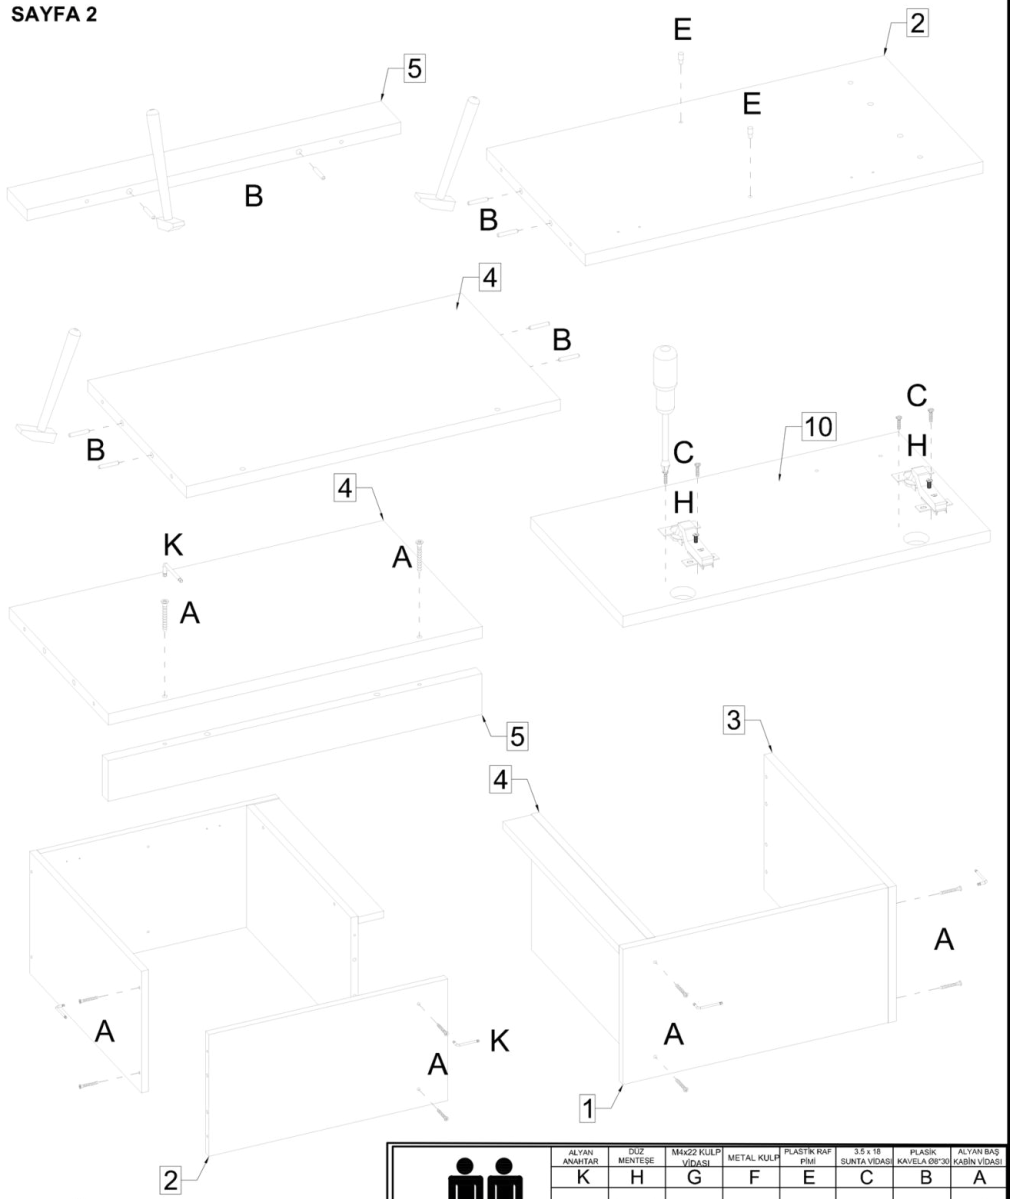 SAYFA 2
E
2
5
E
B
B
4
B
C
10
C
H
B
H
4
K
A
A
3
5
4
A
A
K
A
A
1
2
ALYAN ANAHTAR
DÜZ MENTEŞE
M4x22 KULP VİDASI
METAL KULP
PLASTİK RAF PİMİ
3.5 x 18 SUNTA VİDASI
PLASİK KAVELA Ø8*30
ALYAN BAŞ KABİN VİDASI
K H G F E C B A